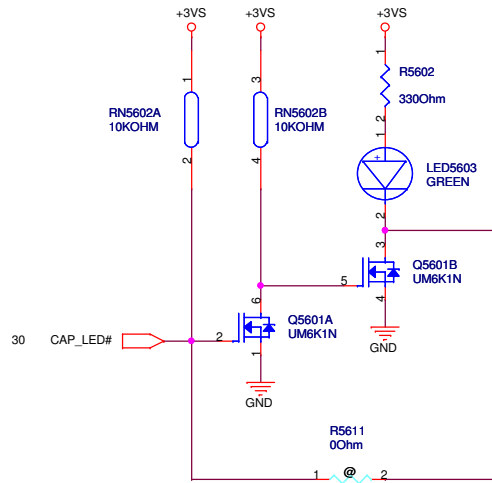 +3VS +3VS +3VS
1 3 1
R5602
330Ohm
RN5602A RN5602B
10KOHM 10KOHM
2 4 2
1
+
LED5603
GREEN
2
3
Q5601B
UM6K1N
5
4
6
Q5601A
UM6K1N
30 CAP_LED# 2
1
GND
GND
R5611
0Ohm
1 @ 2